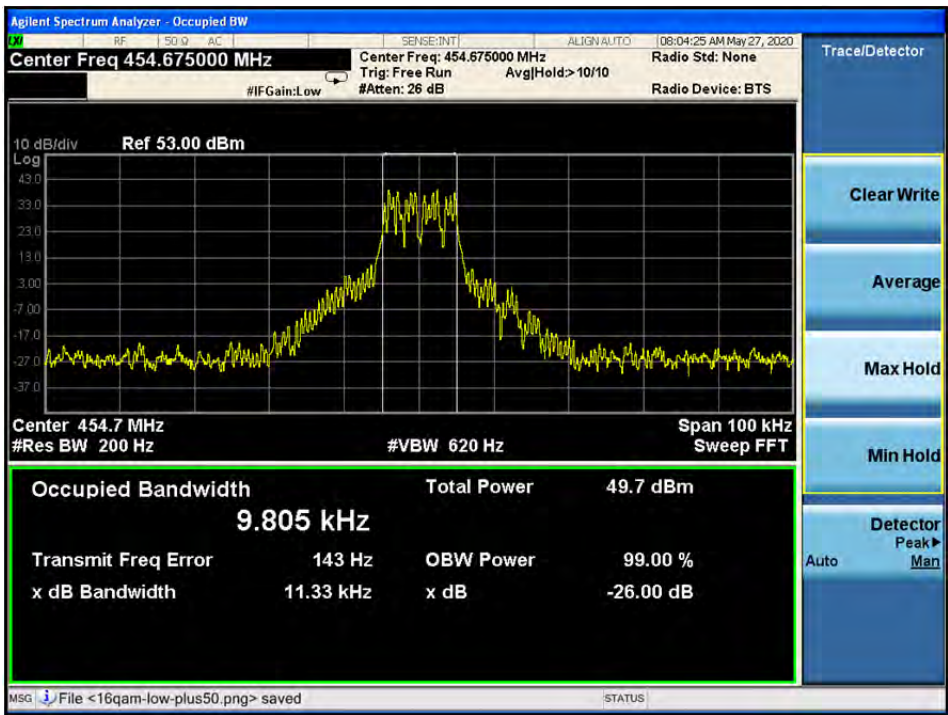 Agilent Spectrum Analyzer - Occupied BW
LXI RF 50 Ω AC SENSE:INT ALIGN AUTO 08:04:25 AM May 27, 2020
Center Freq 454.675000 MHz
Center Freq: 454.675000 MHz Radio Std: None
Trig: Free Run Avg|Hold:> 10/10
#IFGain:Low #Atten: 26 dB Radio Device: BTS
Trace/Detector
10 dB/div Ref 53.00 dBm
Log
43.0
33.0
23.0
13.0
3.00
-7.00
-17.0
-27.0
-37.0
Center 454.7 MHz Span 100 kHz
#Res BW 200 Hz #VBW 620 Hz Sweep FFT
Occupied Bandwidth Total Power 49.7 dBm
9.805 kHz
Transmit Freq Error 143 Hz OBW Power 99.00 %
x dB Bandwidth 11.33 kHz x dB -26.00 dB
Clear Write
Average
Max Hold
Min Hold
Detector
Peak▶
Auto Man
MSG File <16qam-low-plus50.png> saved STATUS